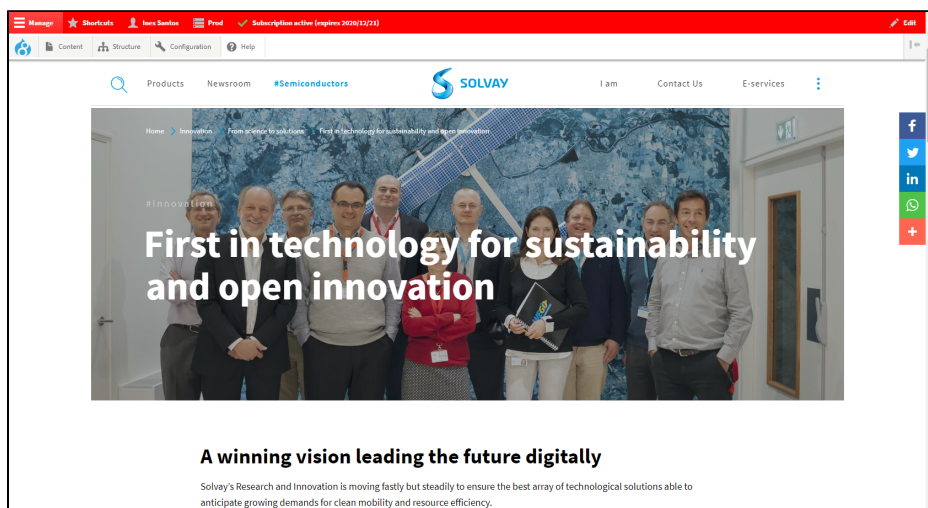 Manage Shortcuts Ines Santos Prod Subscription active (expires 2020/12/21) Edit
Content Structure Configuration Help
Products Newsroom #Semiconductors SOLVAY I am Contact Us E-services
Home Innovation From science to solutions First in technology for sustainability and open innovation
#Innovation
First in technology for sustainability
and open innovation
A winning vision leading the future digitally
Solvay's Research and Innovation is moving fastly but steadily to ensure the best array of technological solutions able to
anticipate growing demands for clean mobility and resource efficiency.